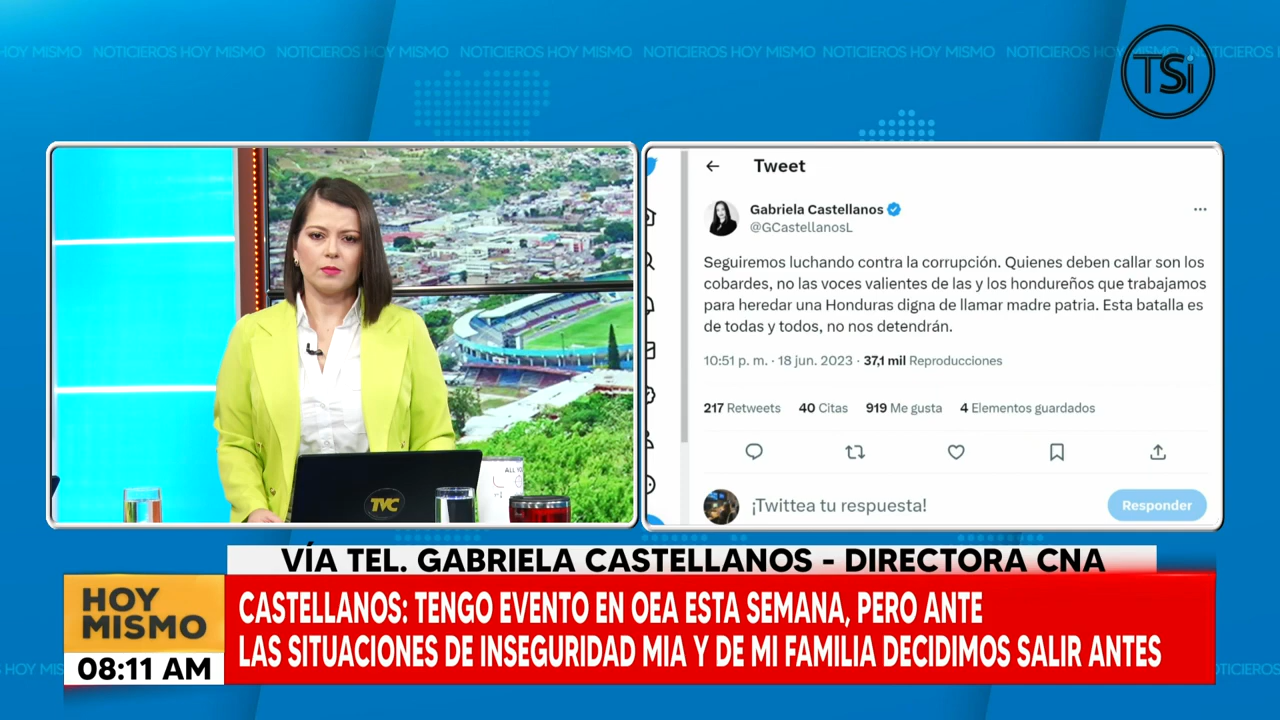 NOTICIEROS HOY MISMO NOTICIEROS HOY MISMO NOTICIEROS HOY MISMO NOTICIEROS HOY MISMO NOTICIEROS HOY MISMO
TSi
Tweet
Gabriela Castellanos
@GCastellanosL
Seguiremos luchando contra la corrupción. Quienes deben callar son los
cobardes, no las voces valientes de las y los hondureños que trabajamos
para heredar una Honduras digna de llamar madre patria. Esta batalla es
de todas y todos, no nos detendrán.
10:51 p. m. · 18 jun. 2023 · 37,1 mil Reproducciones
217 Retweets 40 Citas 919 Me gusta 4 Elementos guardados
¡Twittea tu respuesta!
Responder
TVC
VÍA TEL. GABRIELA CASTELLANOS - DIRECTORA CNA
HOY
MISMO
08:11 AM
CASTELLANOS: TENGO EVENTO EN OEA ESTA SEMANA, PERO ANTE
LAS SITUACIONES DE INSEGURIDAD MIA Y DE MI FAMILIA DECIDIMOS SALIR ANTES